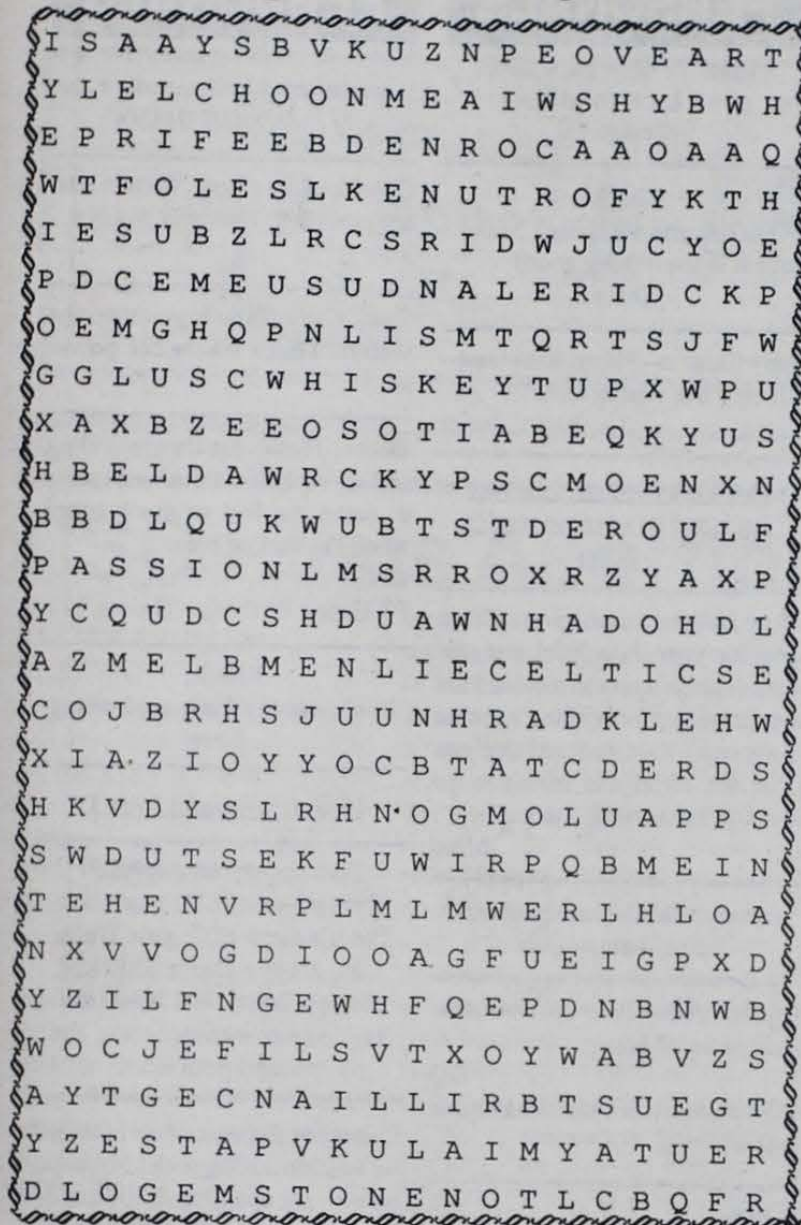 I S A A Y S B V K U Z N P E O V E A R T
Y L E L C H O O N M E A I W S H Y B W H
E P R I F E E B D E N R O C A A O A A Q
W T F O L E S L K E N U T R O F Y K T H
I E S U B Z L R C S R I D W J U C Y O E
P D C E M E U S U D N A L E R I D C K P
O E M G H Q P N L I S M T Q R T S J F W
G G L U S C W H I S K E Y T U P X W P U
X A X B Z E E O S O T I A B E Q K Y U S
H B E L D A W R C K Y P S C M O E N X N
B B D L Q U K W U B T S T D E R O U L F
P A S S I O N L M S R R O X R Z Y A X P
Y C Q U D C S H D U A W N H A D O H D L
A Z M E L B M E N L I E C E L T I C S E
C O J B R H S J U U N H R A D K L E H W
X I A Z I O Y Y O C B T A T C D E R D S
H K V D Y S L R H N O G M O L U A P P S
S W D U T S E K F U W I R P Q B M E I N
T E H E N V R P L M L M W E R L H L O A
N X V V O G D I O O A G F U E I G P X D
Y Z I L F N G E W H F Q E P D N B N W B
W O C J E F I L S V T X O Y W A B V Z S
A Y T G E C N A I L L I R B T S U E G T
Y Z E S T A P V K U L A I M Y A T U E R
D L O G E M S T O N E N O T L C B Q F R